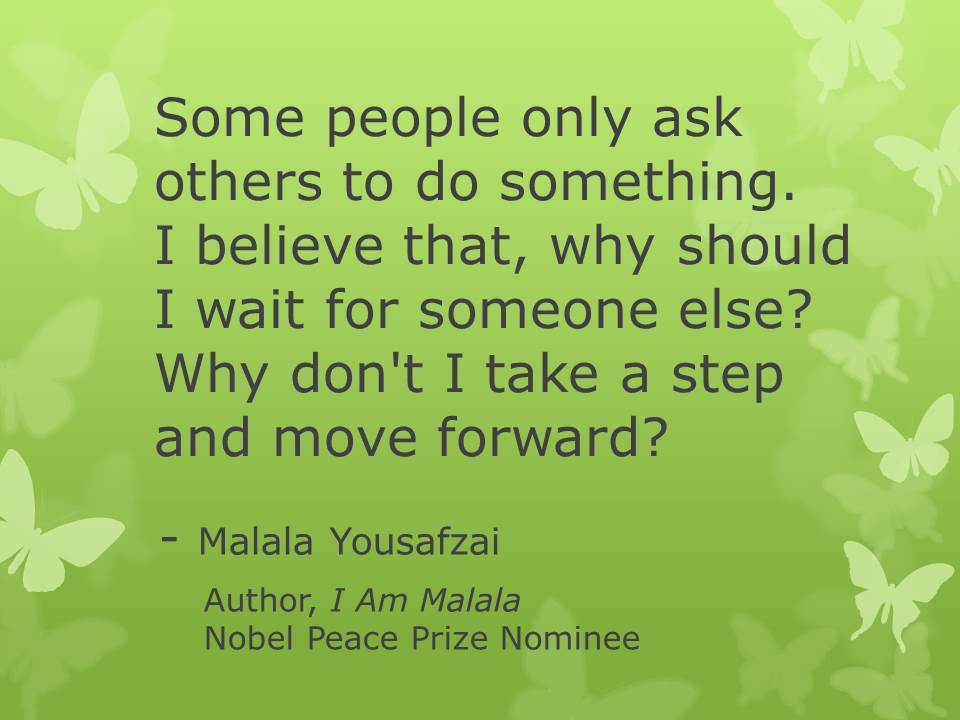 Some people only ask
others to do something.
I believe that, why should
I wait for someone else?
Why don't I take a step
and move forward?
- Malala Yousafzai
Author, I Am Malala
Nobel Peace Prize Nominee